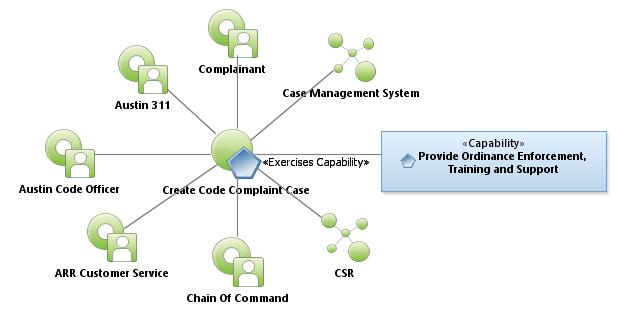 Complainant
Case Management System
Austin 311
«Capability»
Provide Ordinance Enforcement,
Training and Support
«Exercises Capability»
Austin Code Officer
Create Code Complaint Case
ARR Customer Service
CSR
Chain Of Command